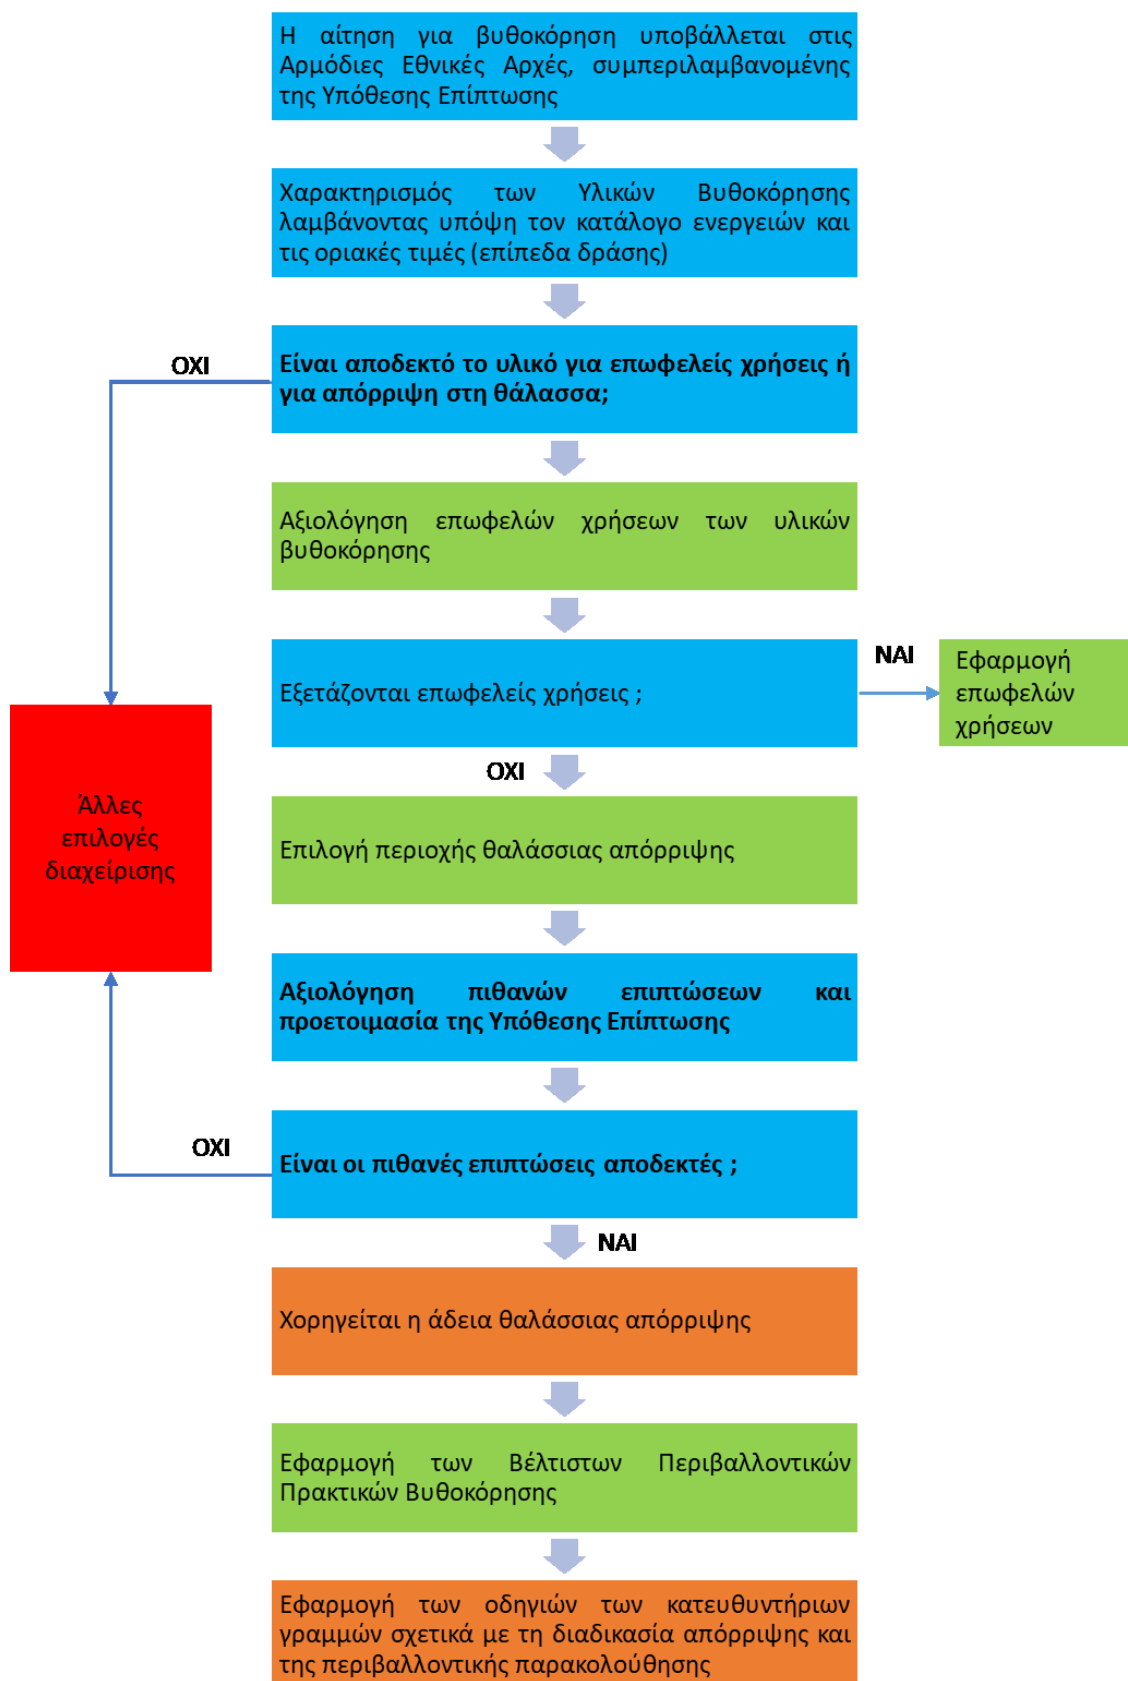 Η αίτηση για βυθοκόρηση υποβάλλεται στις
Αρμόδιες Εθνικές Αρχές, συμπεριλαμβανομένης
της Υπόθεσης Επίπτωσης
Χαρακτηρισμός των Υλικών Βυθοκόρησης
λαμβάνοντας υπόψη τον κατάλογο ενεργειών και
τις οριακές τιμές (επίπεδα δράσης)
ΟΧΙ
Είναι αποδεκτό το υλικό για επωφελείς χρήσεις ή
για απόρριψη στη θάλασσα;
Αξιολόγηση επωφελών χρήσεων των υλικών
βυθοκόρησης
Εξετάζονται επωφελείς χρήσεις ;
ΝΑΙ
Εφαρμογή
επωφελών
χρήσεων
ΟΧΙ
Άλλες
επιλογές
διαχείρισης
Επιλογή περιοχής θαλάσσιας απόρριψης
Αξιολόγηση πιθανών επιπτώσεων και
προετοιμασία της Υπόθεσης Επίπτωσης
ΟΧΙ
Είναι οι πιθανές επιπτώσεις αποδεκτές ;
ΝΑΙ
Χορηγείται η άδεια θαλάσσιας απόρριψης
Εφαρμογή των Βέλτιστων Περιβαλλοντικών
Πρακτικών Βυθοκόρησης
Εφαρμογή των οδηγιών των κατευθυντήριων
γραμμών σχετικά με τη διαδικασία απόρριψης και
της περιβαλλοντικής παρακολούθησης